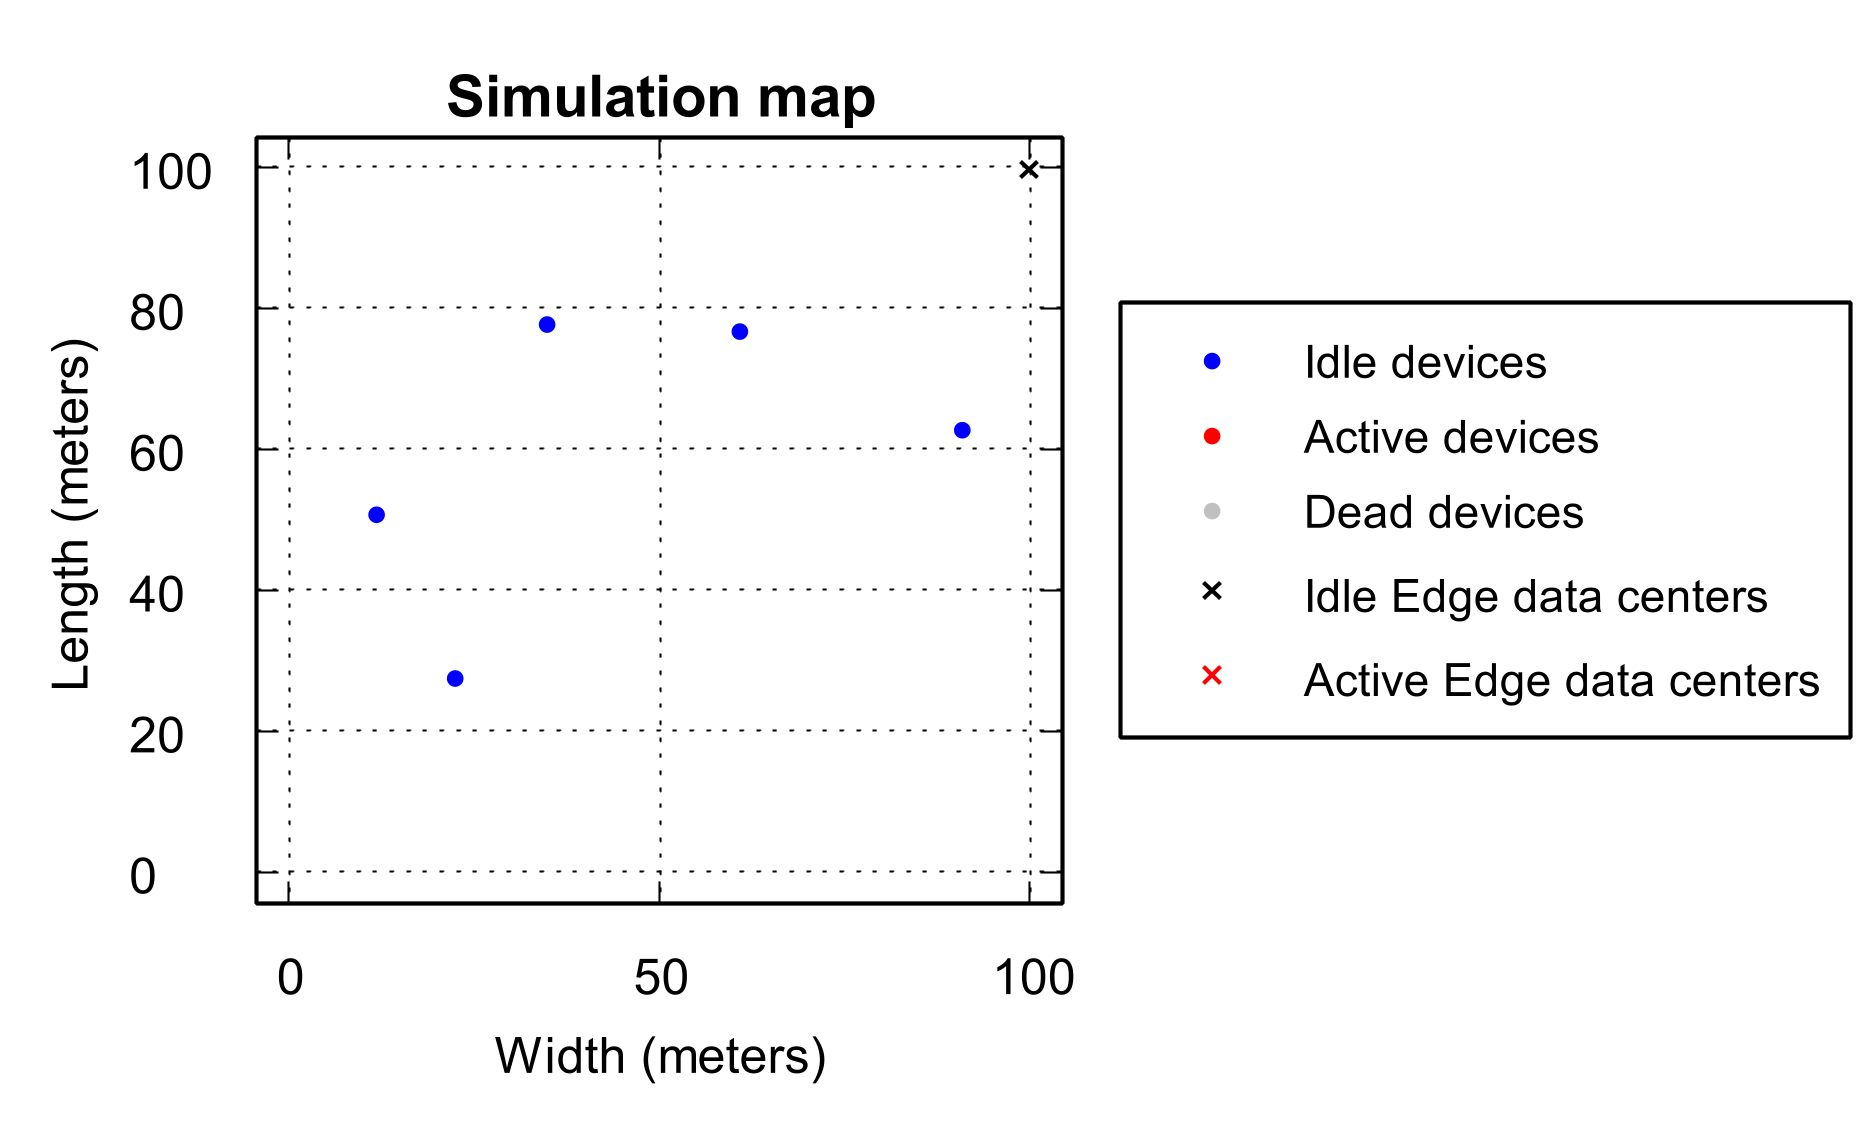 Simulation map
100
80
60
40
20
0
Length (meters)
0 50 100
Width (meters)
Idle devices
Active devices
Dead devices
Idle Edge data centers
Active Edge data centers